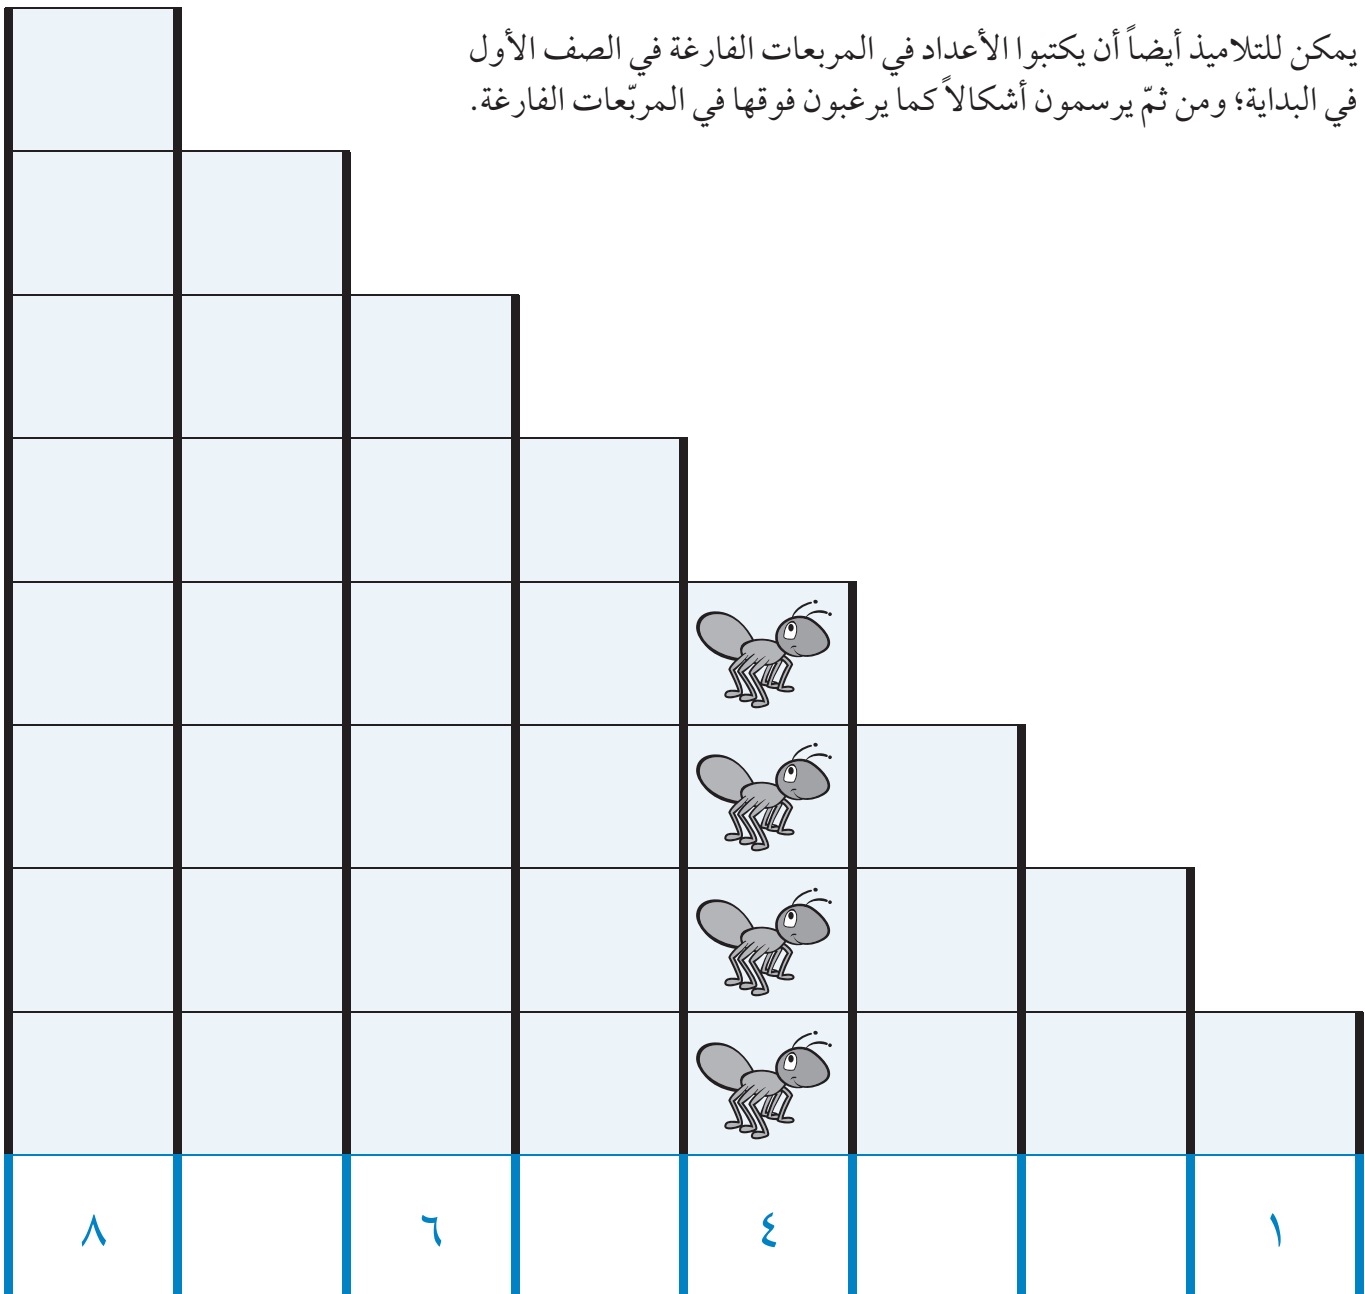 يمكن للتلاميذ أيضاً أن يكتبوا الأعداد في المربعات الفارغة في الصف الأول
في البداية؛ ومن ثمّ يرسمون أشكالاً كما يرغبون فوقها في المربّعات الفارغة.
١ ٤ ٦ ٨